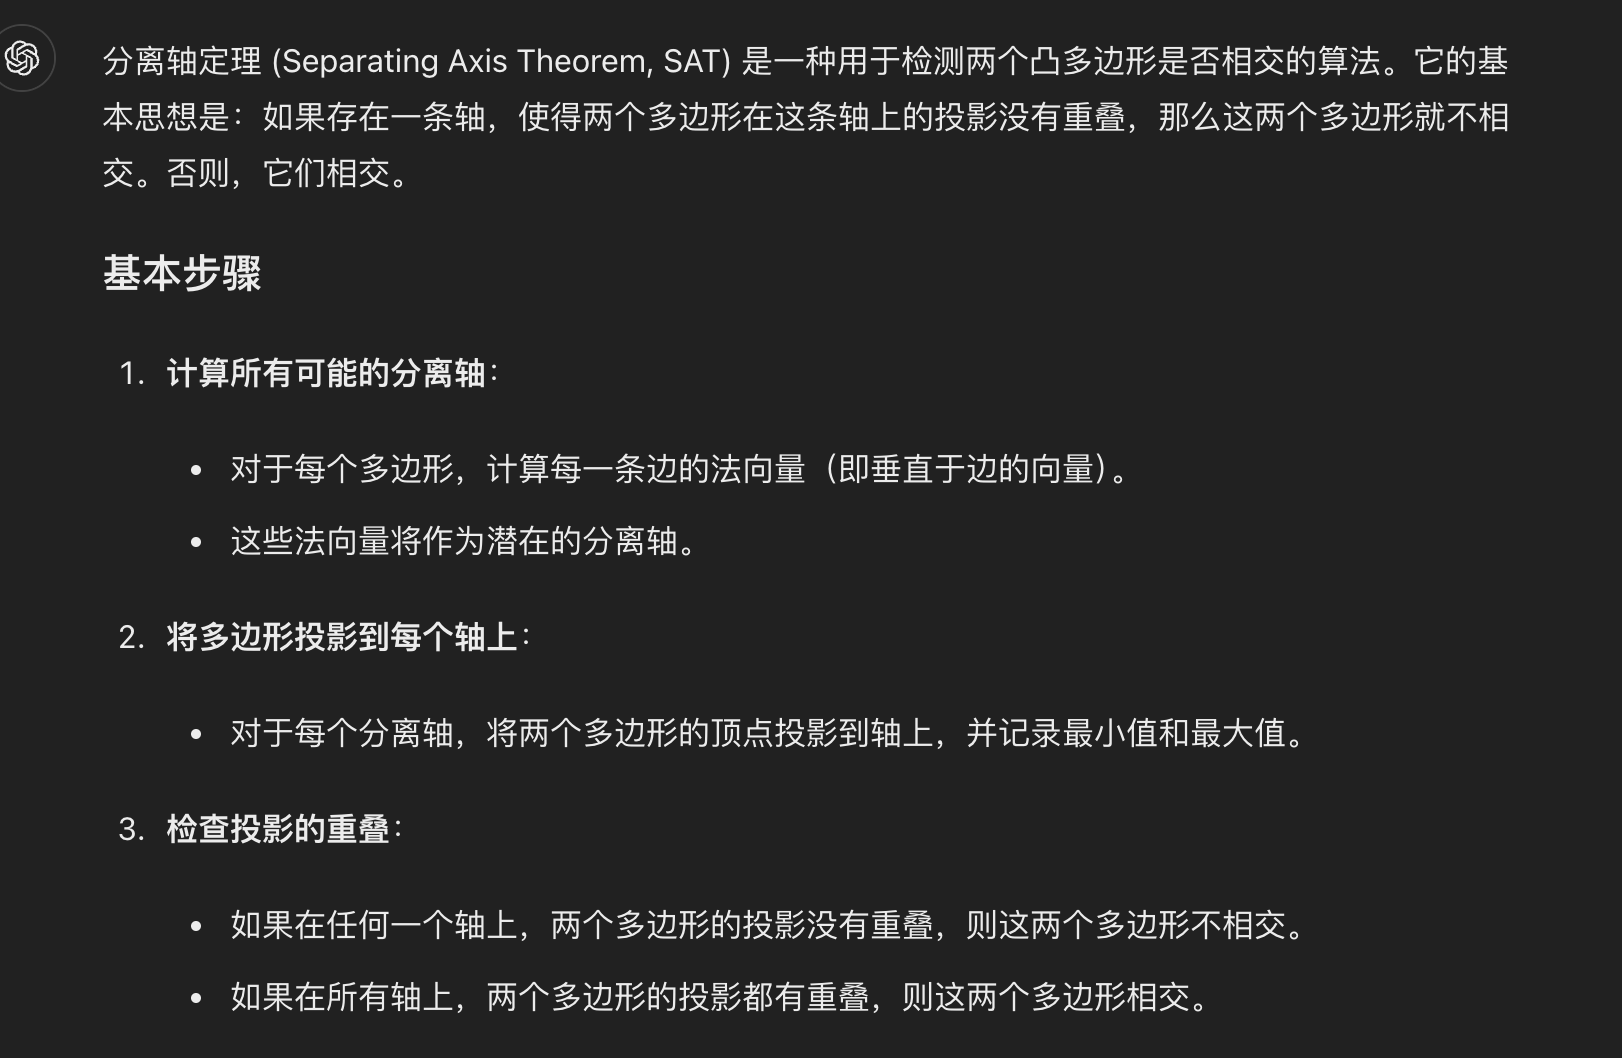 分离轴定理 (Separating Axis Theorem, SAT) 是一种用于检测两个凸多边形是否相交的算法。它的基
本思想是：如果存在一条轴，使得两个多边形在这条轴上的投影没有重叠，那么这两个多边形就不相
交。否则，它们相交。
基本步骤
1. 计算所有可能的分离轴：
• 对于每个多边形，计算每一条边的法向量（即垂直于边的向量）。
• 这些法向量将作为潜在的分离轴。
2. 将多边形投影到每个轴上：
• 对于每个分离轴，将两个多边形的顶点投影到轴上，并记录最小值和最大值。
3. 检查投影的重叠：
• 如果在任何一个轴上，两个多边形的投影没有重叠，则这两个多边形不相交。
• 如果在所有轴上，两个多边形的投影都有重叠，则这两个多边形相交。